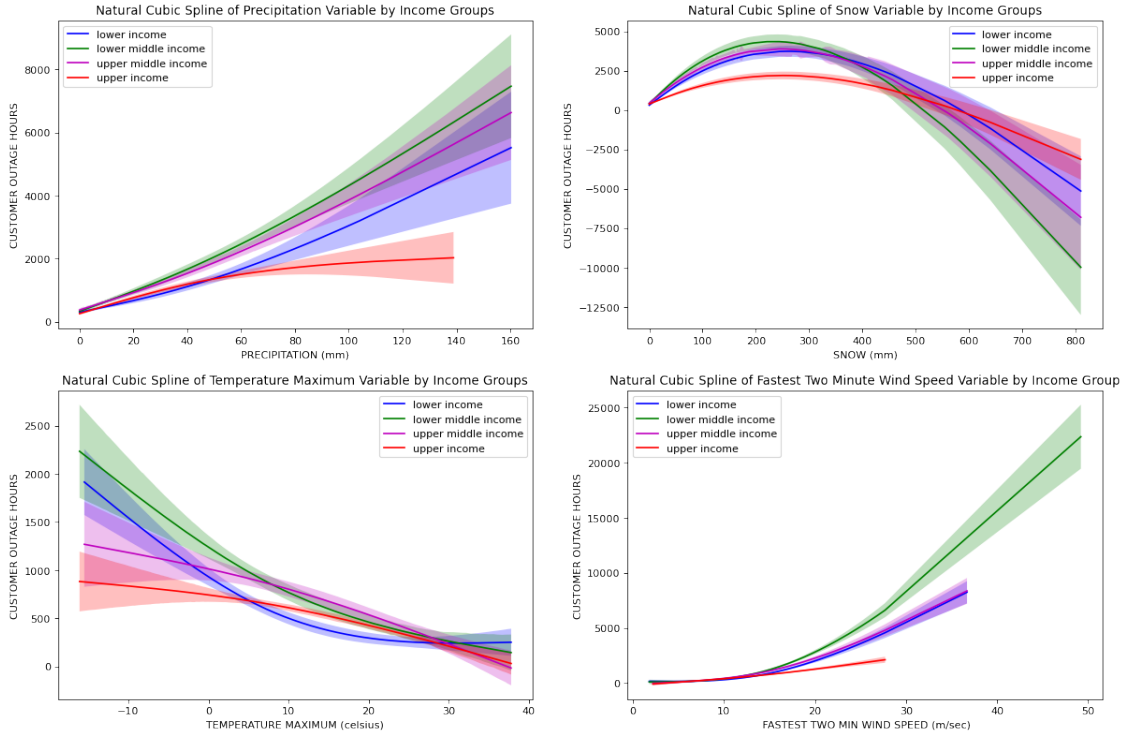 Natural Cubic Spline of Precipitation Variable by Income Groups
lower income
lower middle income
upper middle income
upper income
CUSTOMER OUTAGE HOURS
8000
6000
4000
2000
0
0 20 40 60 80 100 120 140 160
PRECIPITATION (mm)
Natural Cubic Spline of Snow Variable by Income Groups
lower income
lower middle income
upper middle income
upper income
CUSTOMER OUTAGE HOURS
5000
2500
0
−2500
−5000
−7500
−10000
−12500
0 100 200 300 400 500 600 700 800
SNOW (mm)
Natural Cubic Spline of Temperature Maximum Variable by Income Groups
lower income
lower middle income
upper middle income
upper income
CUSTOMER OUTAGE HOURS
2500
2000
1500
1000
500
0
−10 0 10 20 30 40
TEMPERATURE MAXIMUM (celsius)
Natural Cubic Spline of Fastest Two Minute Wind Speed Variable by Income Group
lower income
lower middle income
upper middle income
upper income
CUSTOMER OUTAGE HOURS
25000
20000
15000
10000
5000
0
0 10 20 30 40 50
FASTEST TWO MIN WIND SPEED (m/sec)